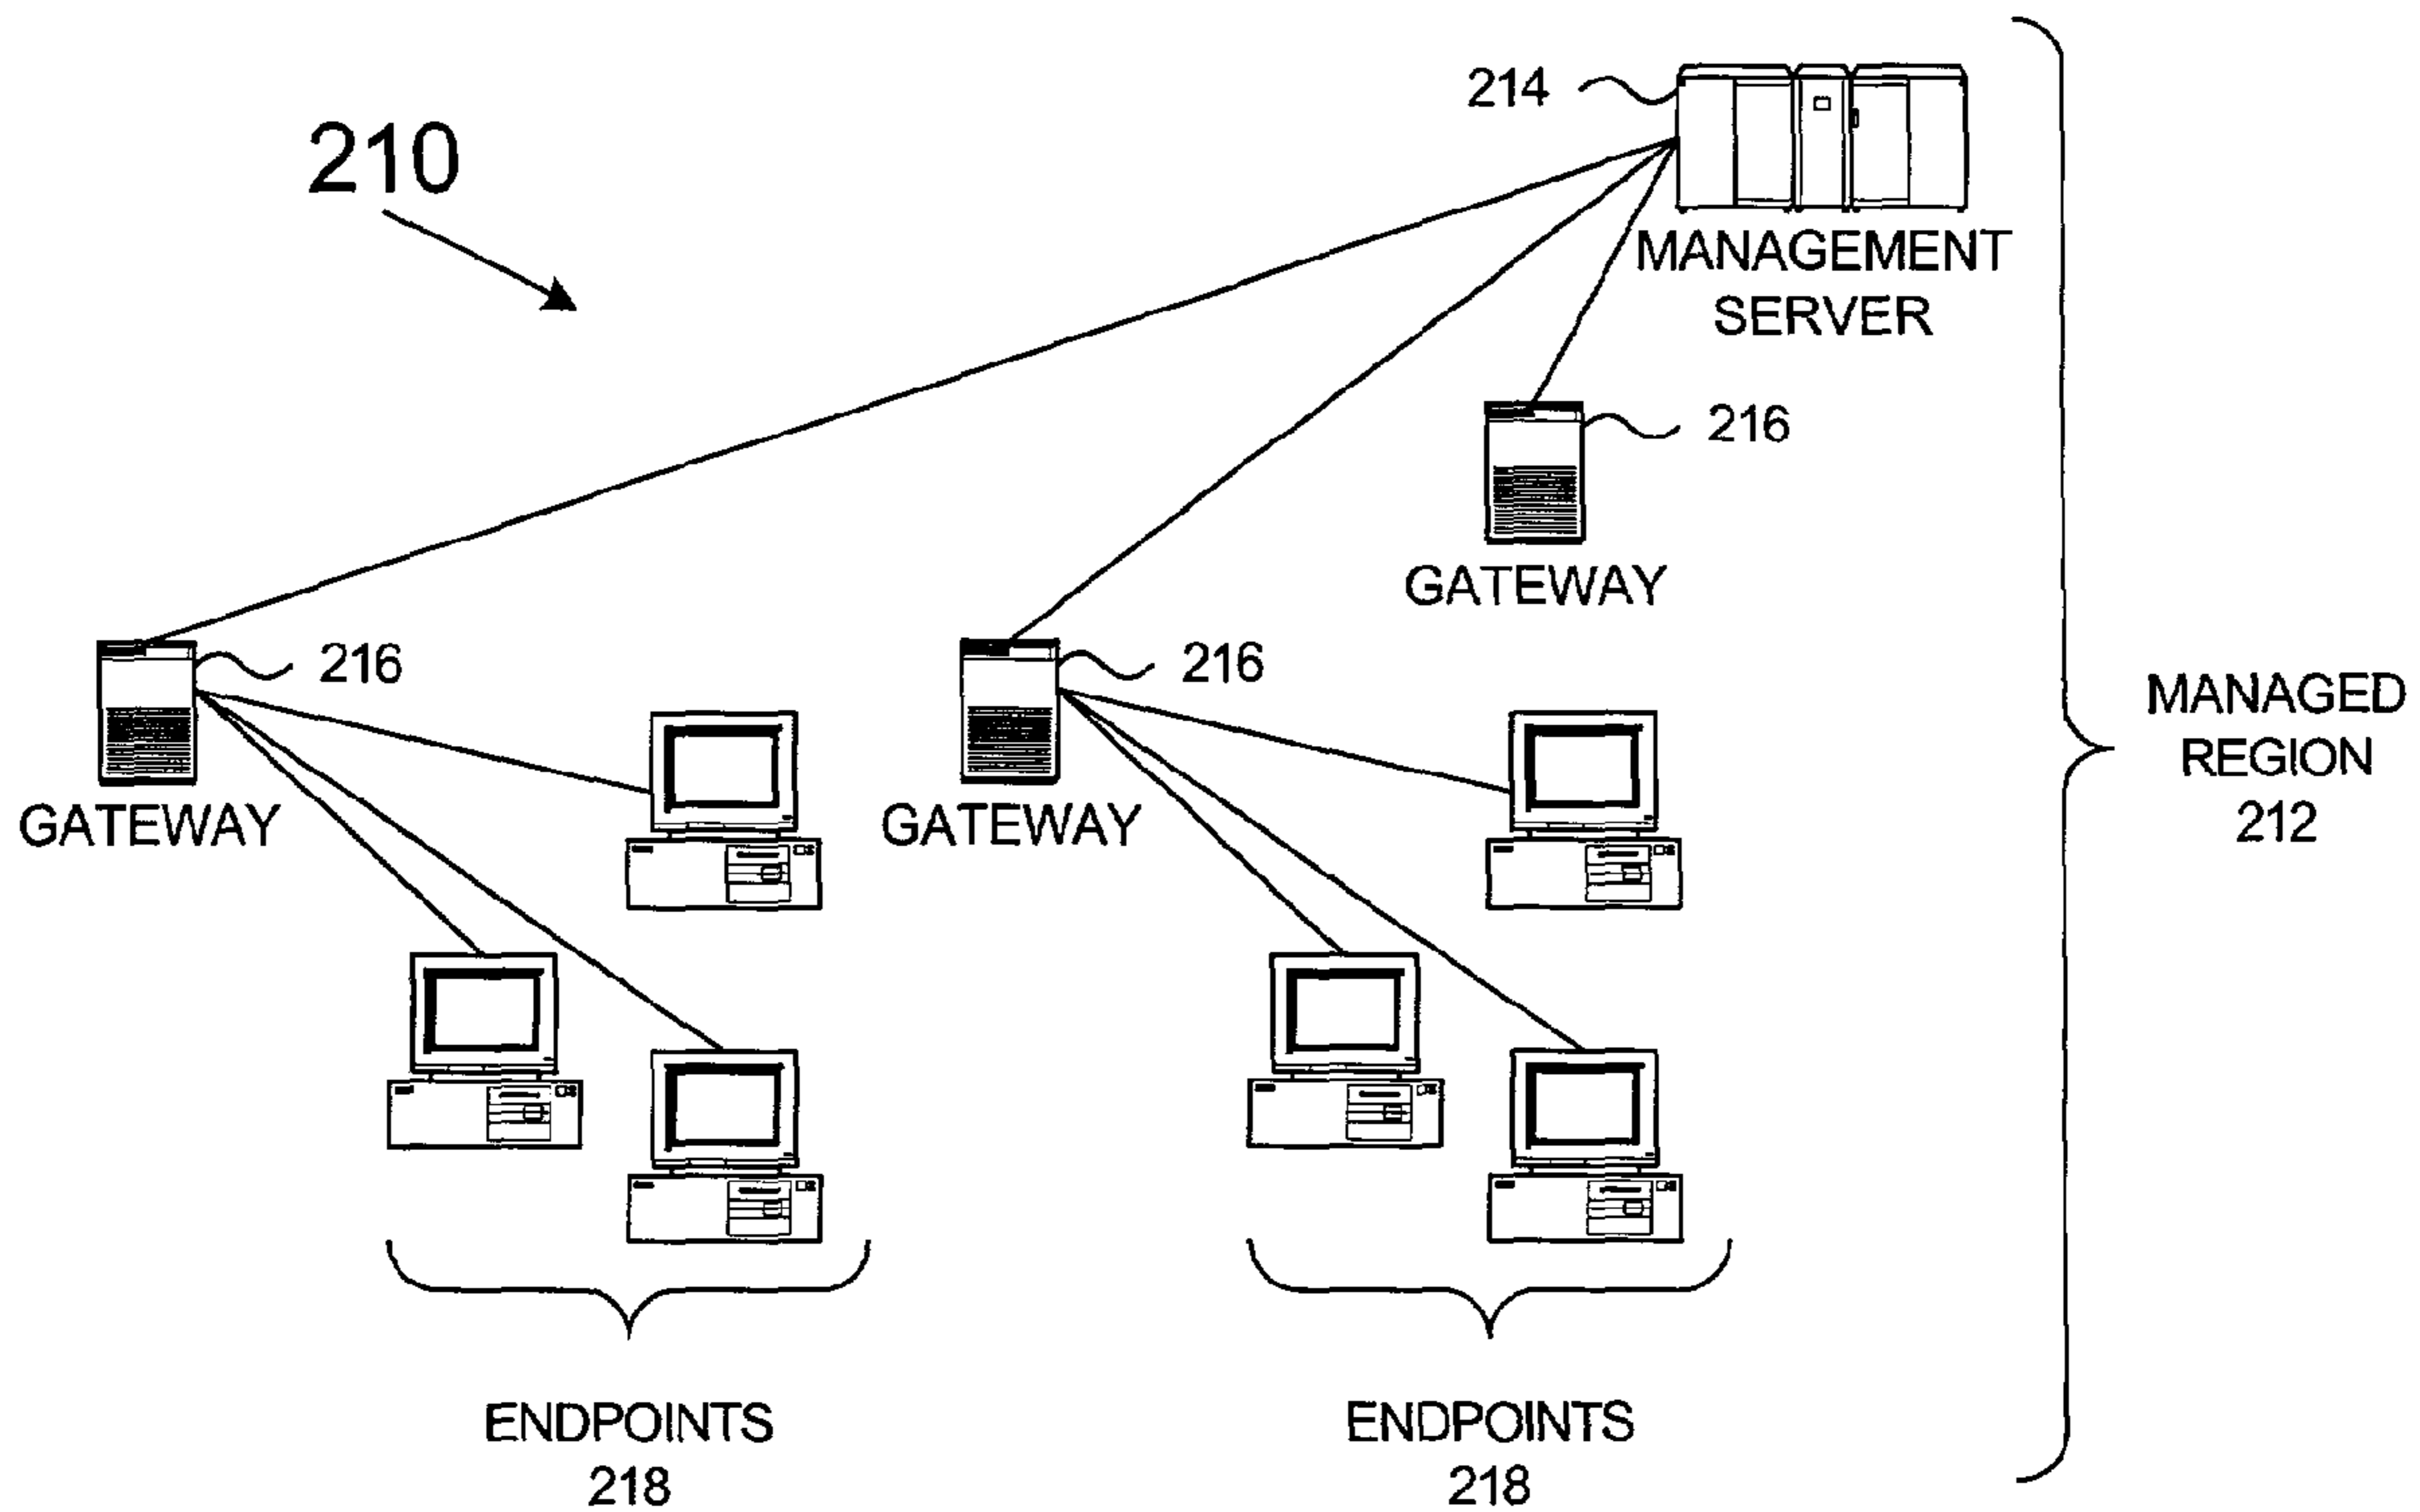 214
210
MANAGEMENT
SERVER
216
GATEWAY
216
216
MANAGED
REGION
212
GATEWAY
GATEWAY
ENDPOINTS
218
ENDPOINTS
218